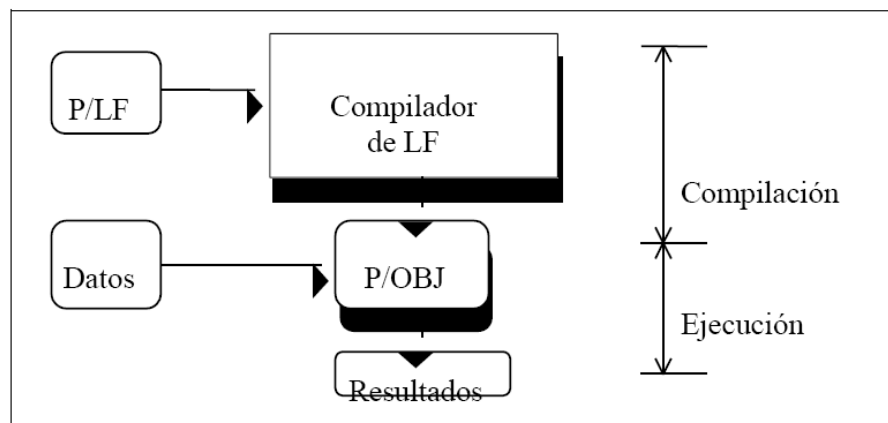 P/LF
Compilador
de LF
Compilación
Datos
P/OBJ
Ejecución
Resultados